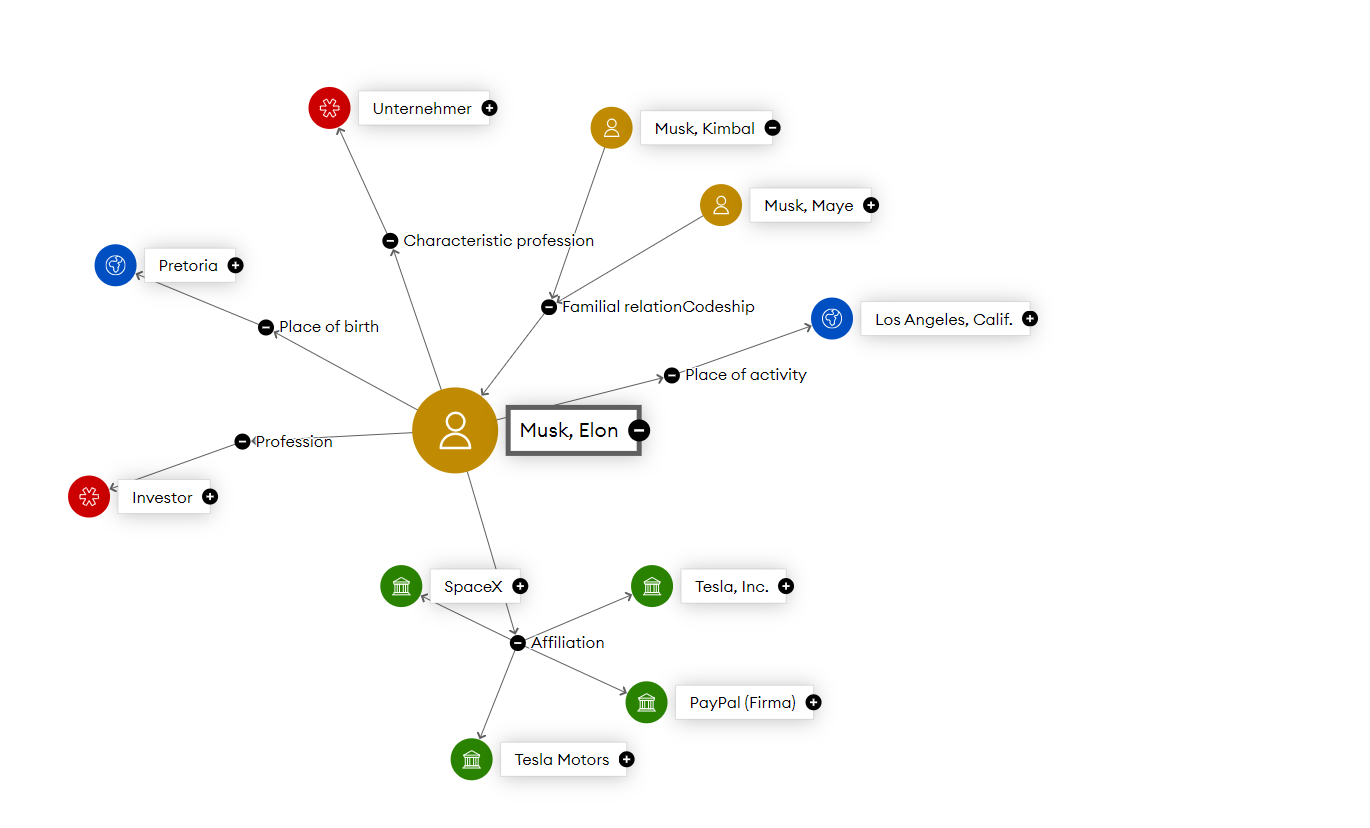 Unternehmer
Musk, Kimbal
Musk, Maye
Characteristic profession
Pretoria
Familial relationCodeship
Los Angeles, Calif.
Place of birth
Place of activity
Musk, Elon
Profession
Investor
SpaceX
Tesla, Inc.
Affiliation
PayPal (Firma)
Tesla Motors